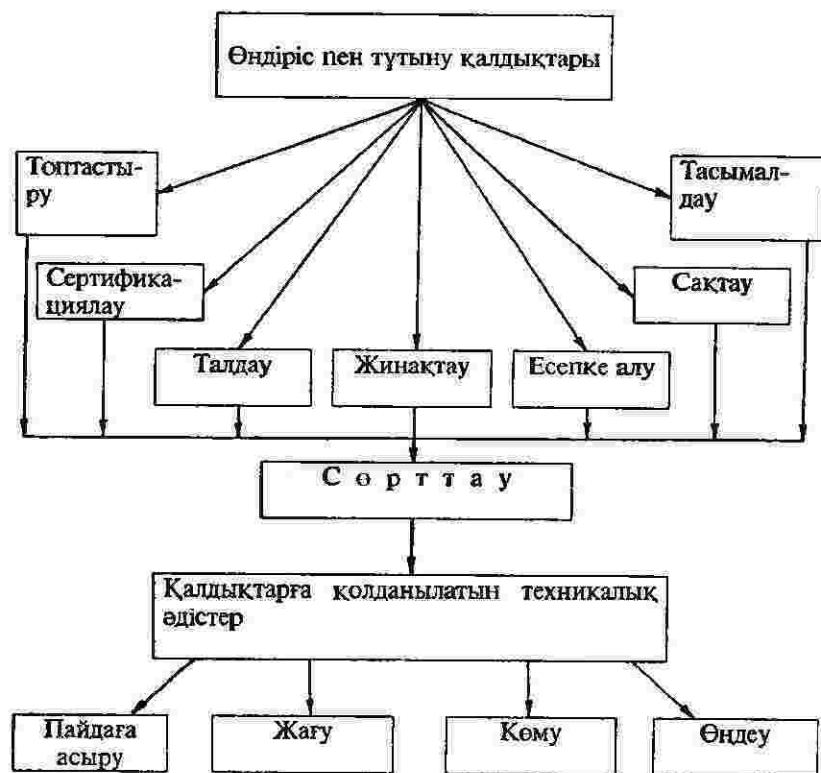 Өндіріс пен тұтыну қалдықтары
Топтасты-
ру
Тасымал-
дау
Сертифика-
циялау
Сақтау
Талдау
Жинақтау
Есепке алу
С ө р т т а у
Қалдықтарға қолданылатын техникалық
әдістер
Пайдаға
асыру
Жағу
Көму
Өңдеу